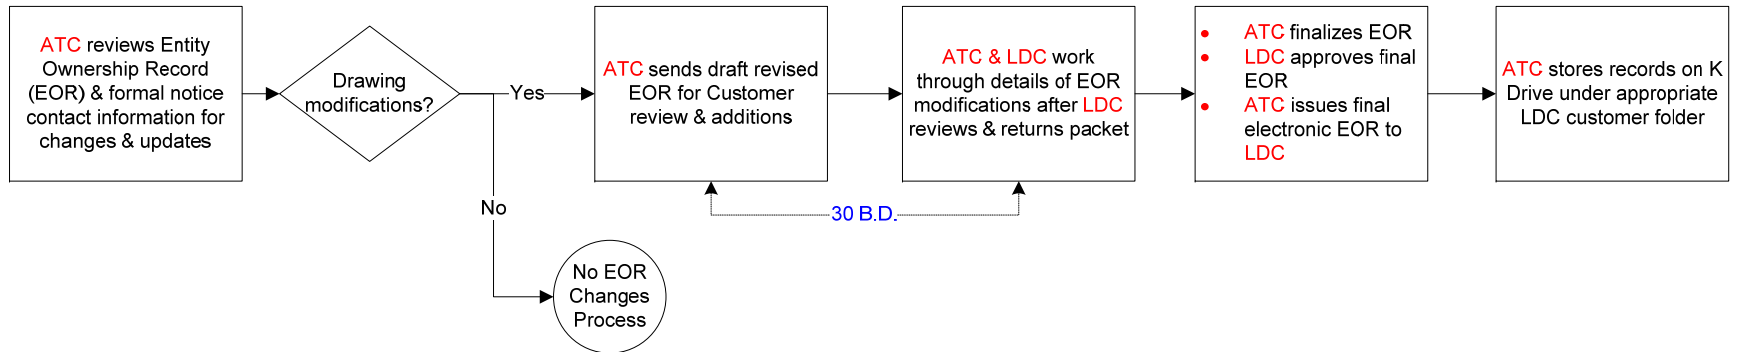 ATC reviews Entity
Ownership Record
(EOR) & formal notice
contact information for
changes & updates
Drawing
modifications?
Yes
No
No EOR
Changes
Process
ATC sends draft revised
EOR for Customer
review & additions
ATC & LDC work
through details of EOR
modifications after LDC
reviews & returns packet
30 B.D.
• ATC finalizes EOR
• LDC approves final
EOR
• ATC issues final
electronic EOR to
LDC
ATC stores records on K
Drive under appropriate
LDC customer folder